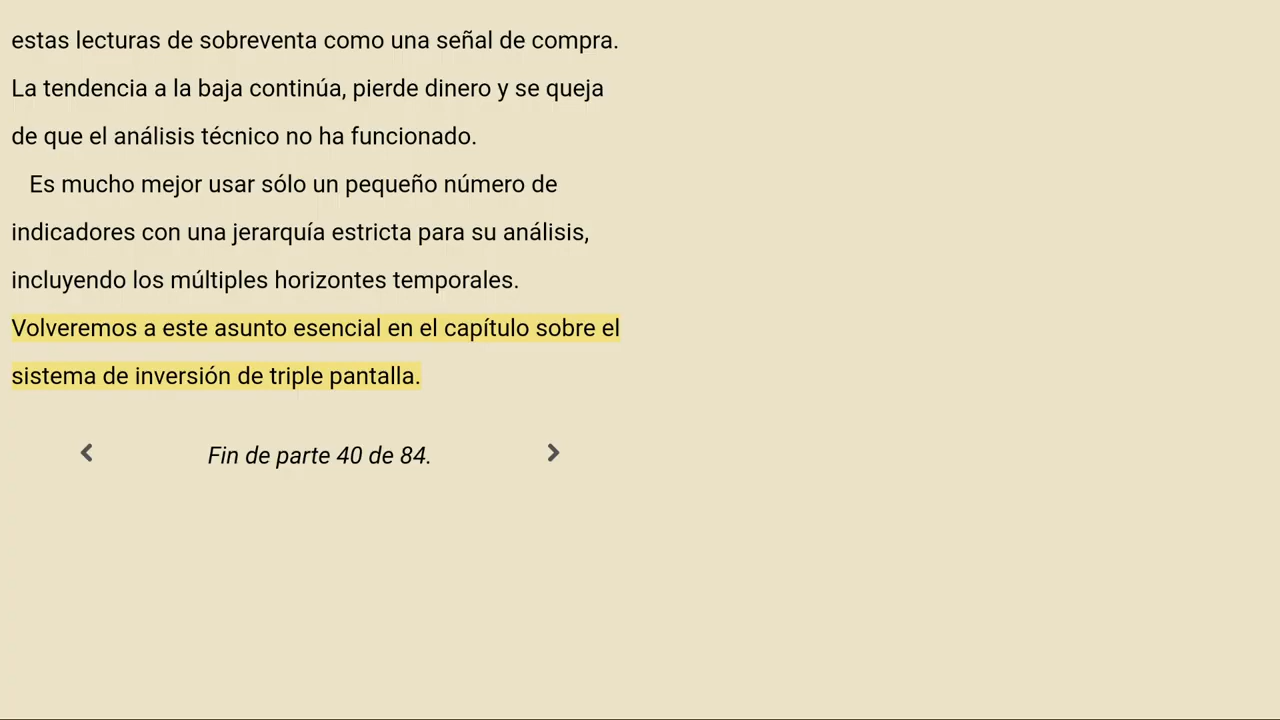 estas lecturas de sobreventa como una señal de compra.
La tendencia a la baja continúa, pierde dinero y se queja
de que el análisis técnico no ha funcionado.
Es mucho mejor usar sólo un pequeño número de
indicadores con una jerarquía estricta para su análisis,
incluyendo los múltiples horizontes temporales.
Volveremos a este asunto esencial en el capítulo sobre el
sistema de inversión de triple pantalla.
Fin de parte 40 de 84.